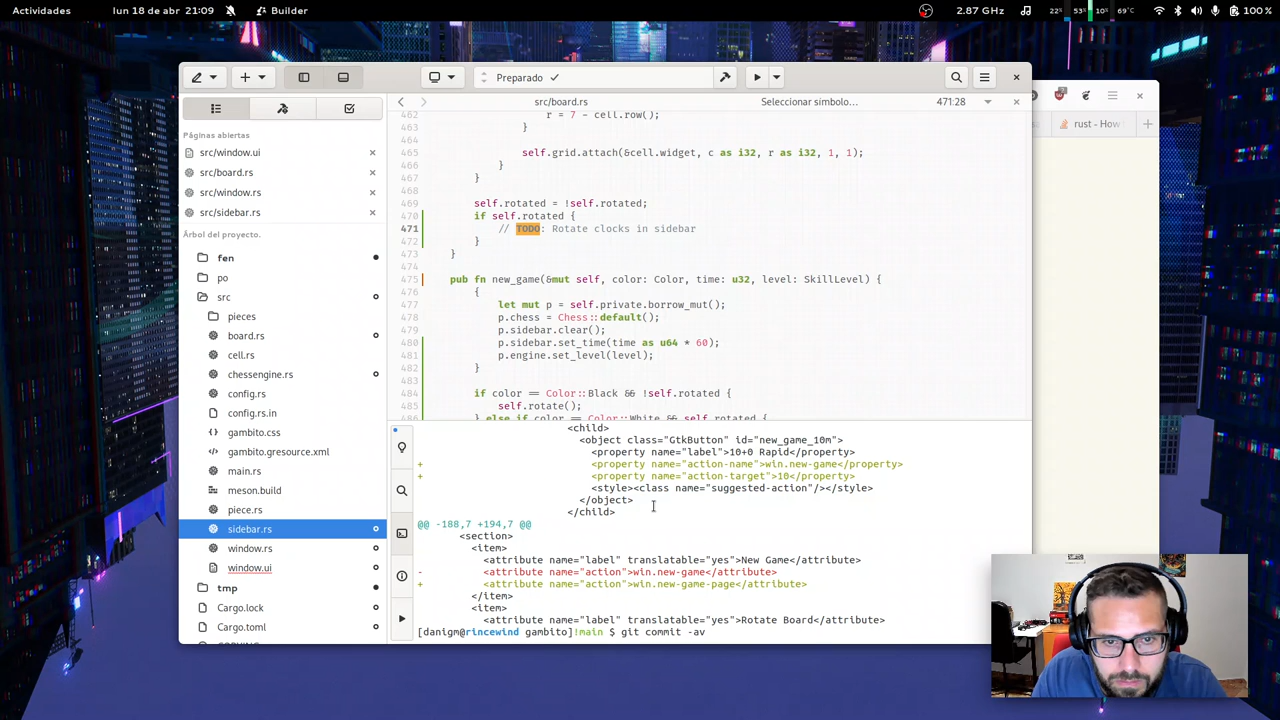 Actividades
lun 18 de abr 21:09
Builder
2.87 GHz
22%
53%
10%
69°C
100 %
Preparado
src/board.rs
Seleccionar símbolo…
471:28
rust - How
Páginas abiertas
src/window.ui
src/board.rs
src/window.rs
src/sidebar.rs
Árbol del proyecto.
fen
po
src
pieces
board.rs
cell.rs
chessengine.rs
config.rs
config.rs.in
gambito.css
gambito.gresource.xml
main.rs
meson.build
piece.rs
sidebar.rs
window.rs
window.ui
tmp
Cargo.lock
Cargo.toml
462 r = 7 - cell.row();
463 }
464
465 self.grid.attach(&cell.widget, c as i32, r as i32, 1, 1);
466 }
467 }
468
469 self.rotated = !self.rotated;
470 if self.rotated {
471 // TODO: Rotate clocks in sidebar
472 }
473 }
474
475 pub fn new_game(&mut self, color: Color, time: u32, level: SkillLevel) {
476 {
477 let mut p = self.private.borrow_mut();
478 p.chess = Chess::default();
479 p.sidebar.clear();
480 p.sidebar.set_time(time as u64 * 60);
481 p.engine.set_level(level);
482 }
483
484 if color == Color::Black && !self.rotated {
485 self.rotate();
486 } else if color == Color::White && self.rotated {
<child>
<object class="GtkButton" id="new_game_10m">
<property name="label">10+0 Rapid</property>
+ <property name="action-name">win.new-game</property>
+ <property name="action-target">10</property>
<style><class name="suggested-action"/></style>
</object>
</child>
@@ -188,7 +194,7 @@
<section>
<item>
<attribute name="label" translatable="yes">New Game</attribute>
- <attribute name="action">win.new-game</attribute>
+ <attribute name="action">win.new-game-page</attribute>
</item>
<item>
<attribute name="label" translatable="yes">Rotate Board</attribute>
[danigm@rincewind gambito]!main $ git commit -av